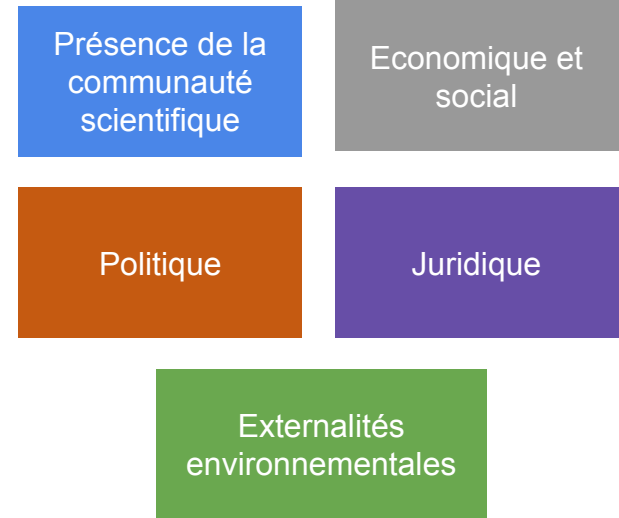 Présence de la
communauté
scientifique
Economique et
social
Politique
Juridique
Externalités
environnementales